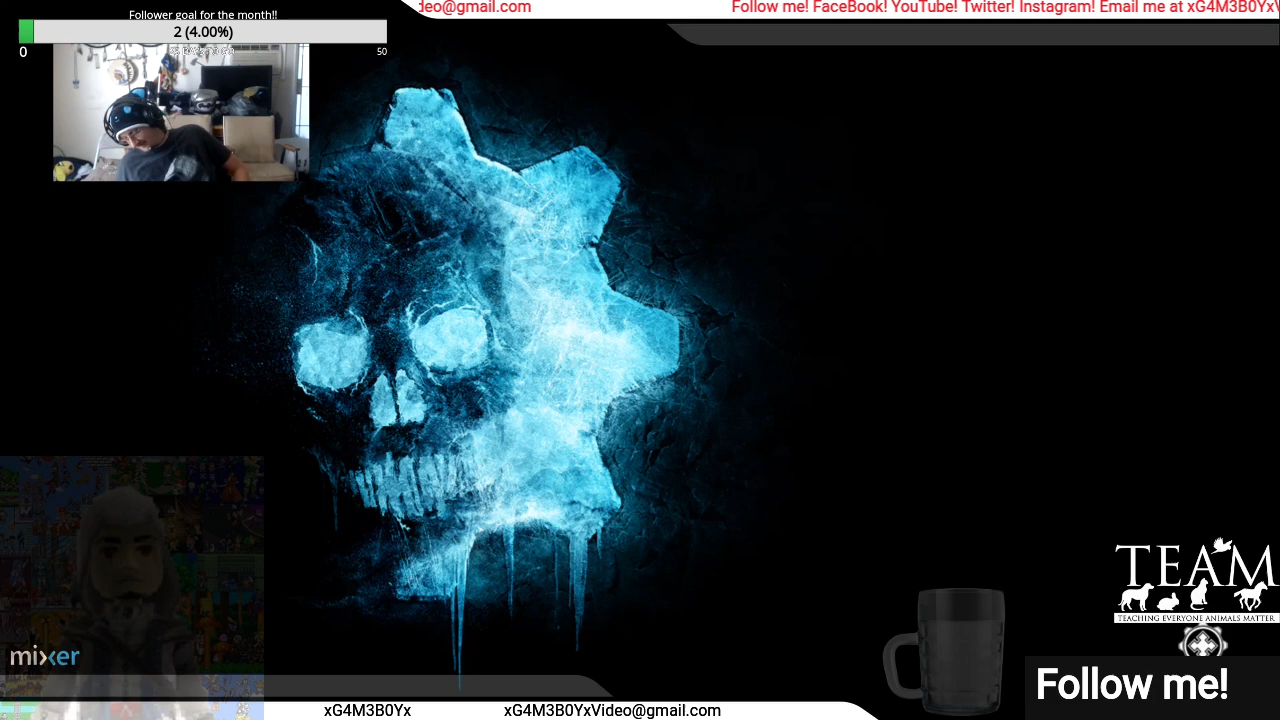 Follower goal for the month!!
2 (4.00%)
0
50
deo@gmail.com
Follow me! FaceBook! YouTube! Twitter! Instagram! Email me at xG4M3B0Yx
mixer
TEAM
TEACHING EVERYONE ANIMALS MATTER
Follow me!
xG4M3B0Yx
xG4M3B0YxVideo@gmail.com